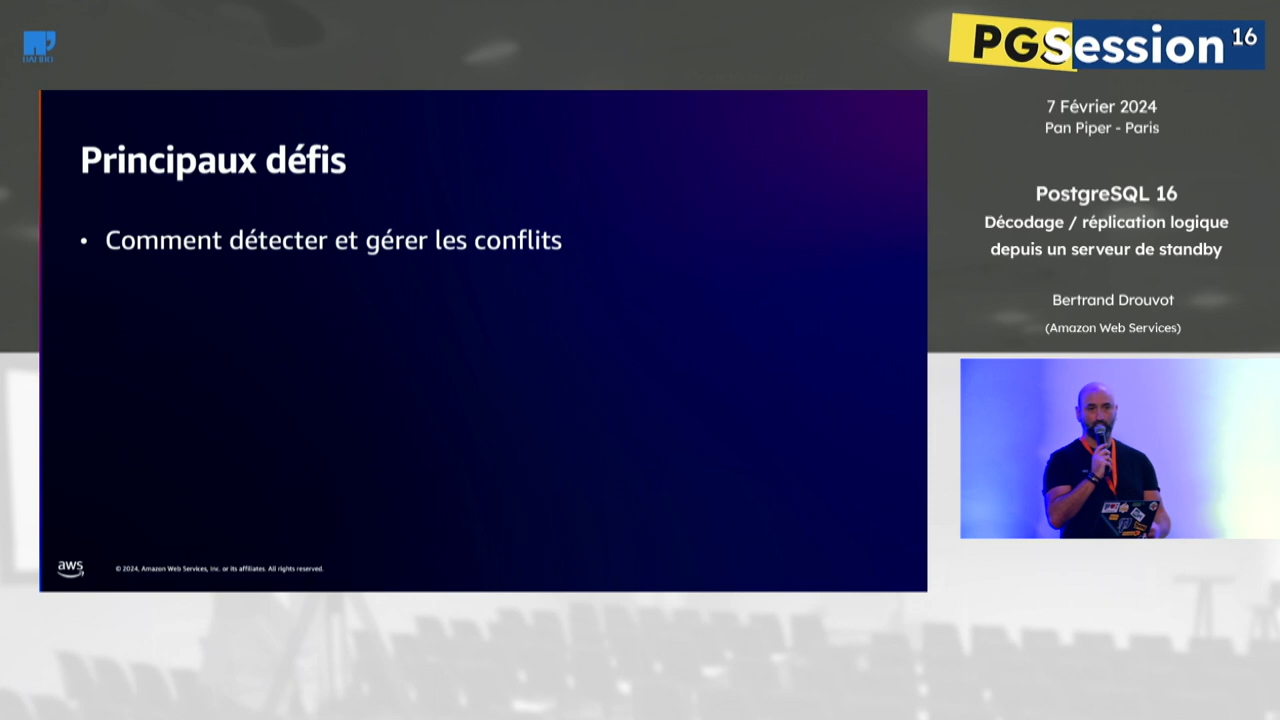 DALIBO
PGSession 16
7 Février 2024
Pan Piper - Paris
PostgreSQL 16
Décodage / réplication logique
depuis un serveur de standby
Bertrand Drouvot
(Amazon Web Services)
Principaux défis
• Comment détecter et gérer les conflits
aws
© 2024, Amazon Web Services, Inc. or its affiliates. All rights reserved.